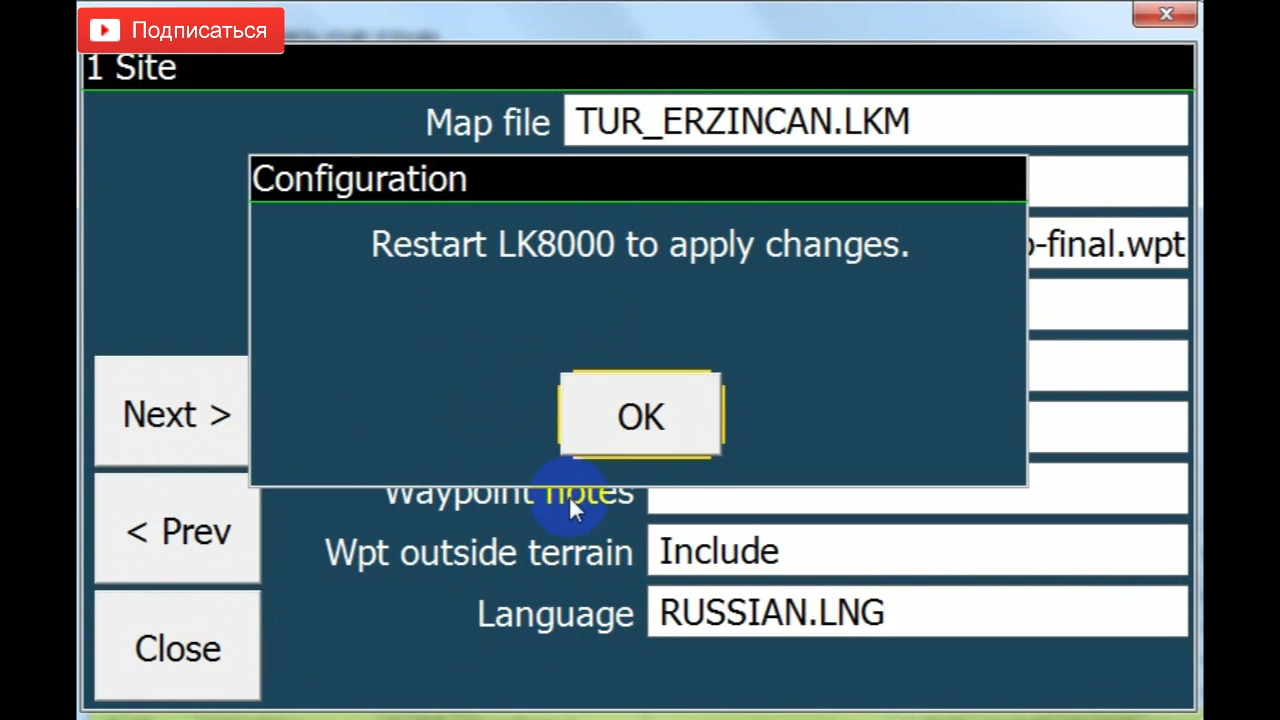 Подписаться
1 Site
Map file TUR_ERZINCAN.LKM
Configuration
Restart LK8000 to apply changes.
-final.wpt
OK
Next >
Waypoint notes
< Prev
Wpt outside terrain Include
Language RUSSIAN.LNG
Close